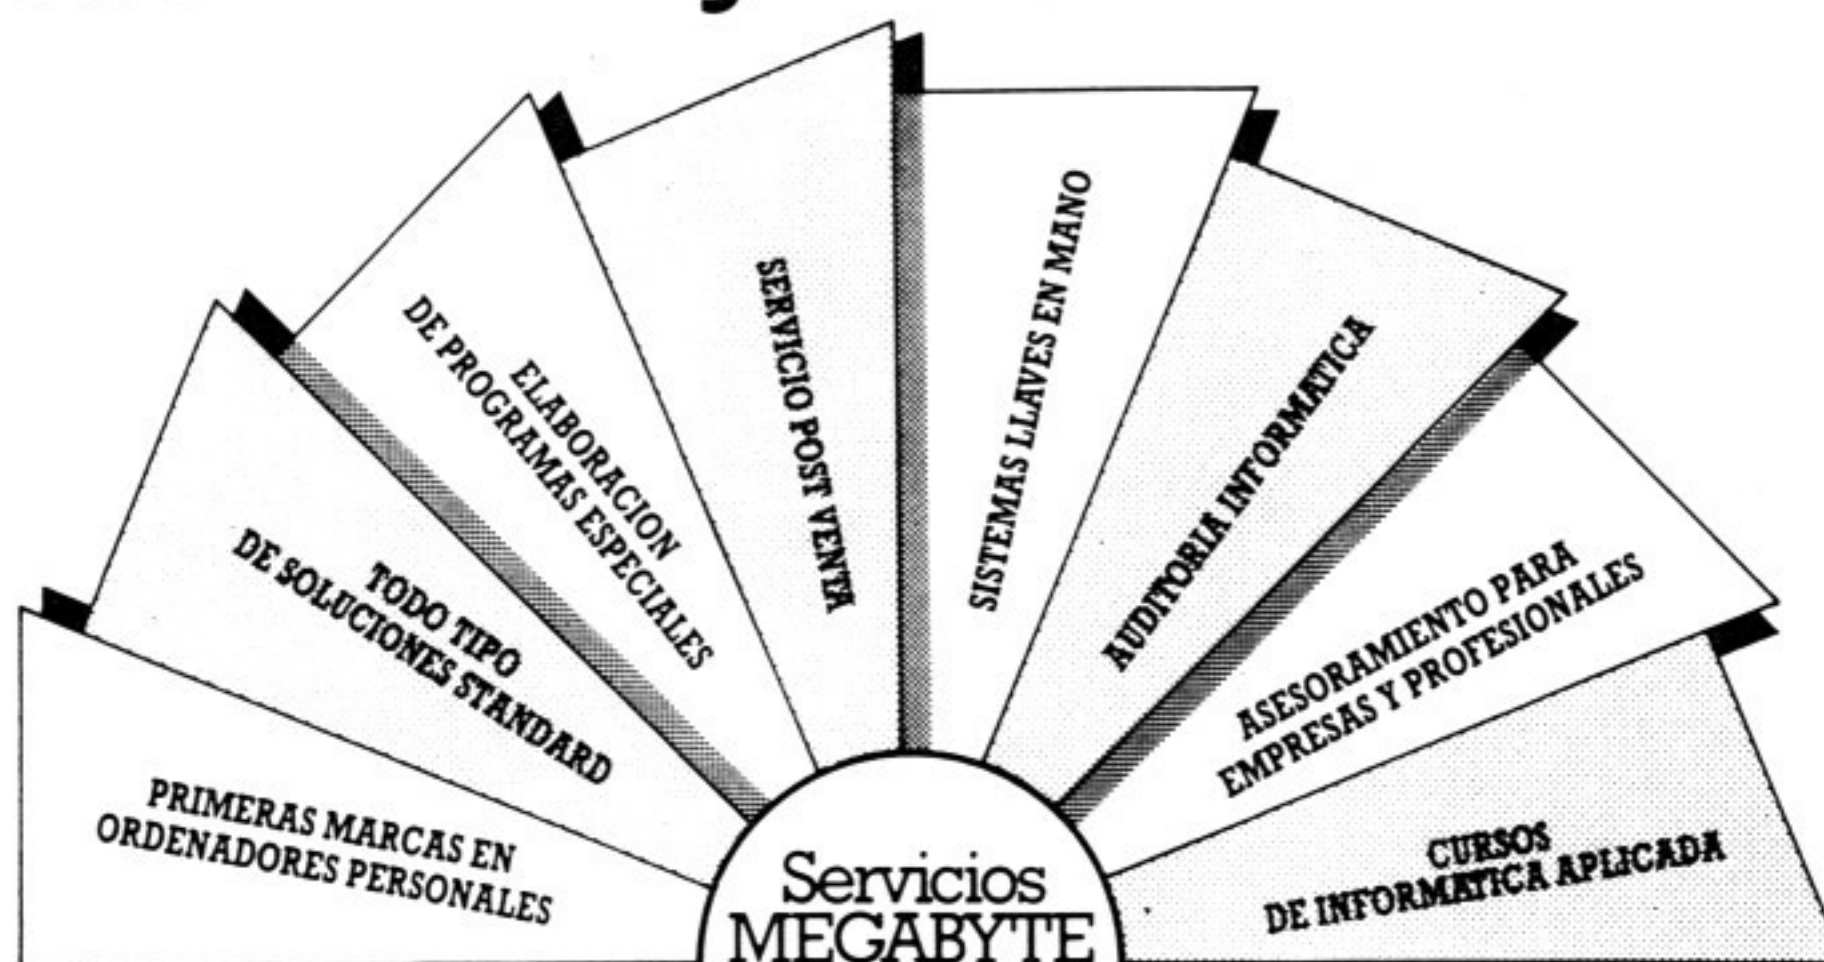 PRIMERAS MARCAS EN
ORDENADORES PERSONALES
TODO TIPO
DE SOLUCIONES STANDARD
ELABORACION
DE PROGRAMAS ESPECIALES
SERVICIO POST VENTA
SISTEMAS LLAVES EN MANO
AUDITORIA INFORMATICA
ASESORAMIENTO PARA
EMPRESAS Y PROFESIONALES
CURSOS
DE INFORMATICA APLICADA
Servicios
MEGABYTE